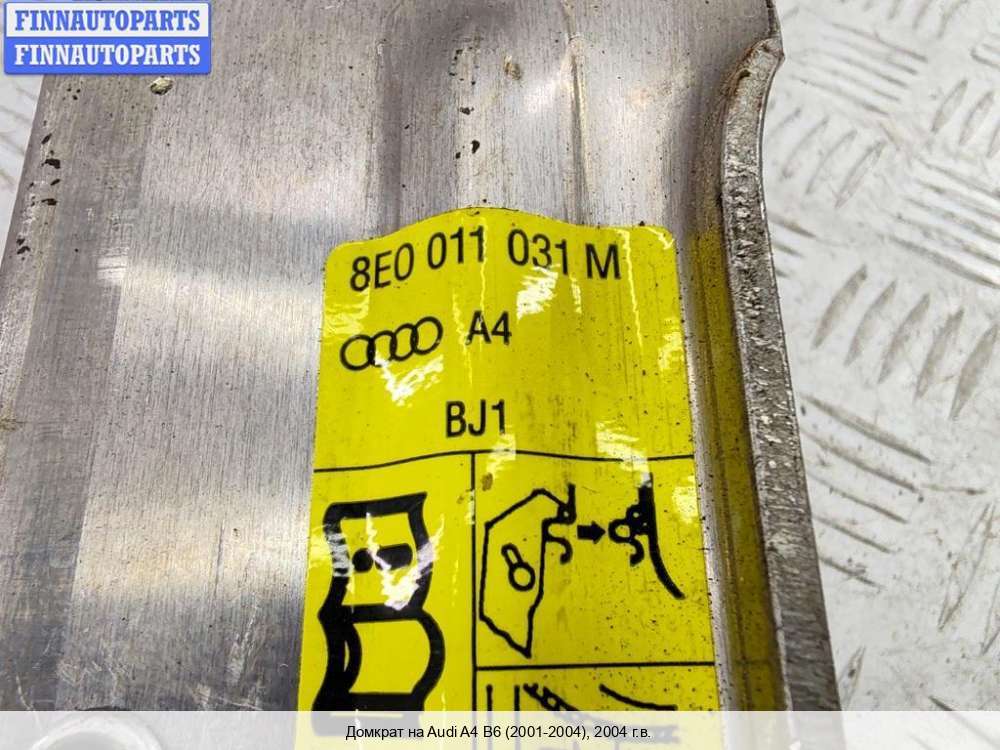 FINNAUTOPARTS
FINNAUTOPARTS
8E0 011 031 M
A4
BJ1
Домкрат на Audi A4 B6 (2001-2004), 2004 г.в.